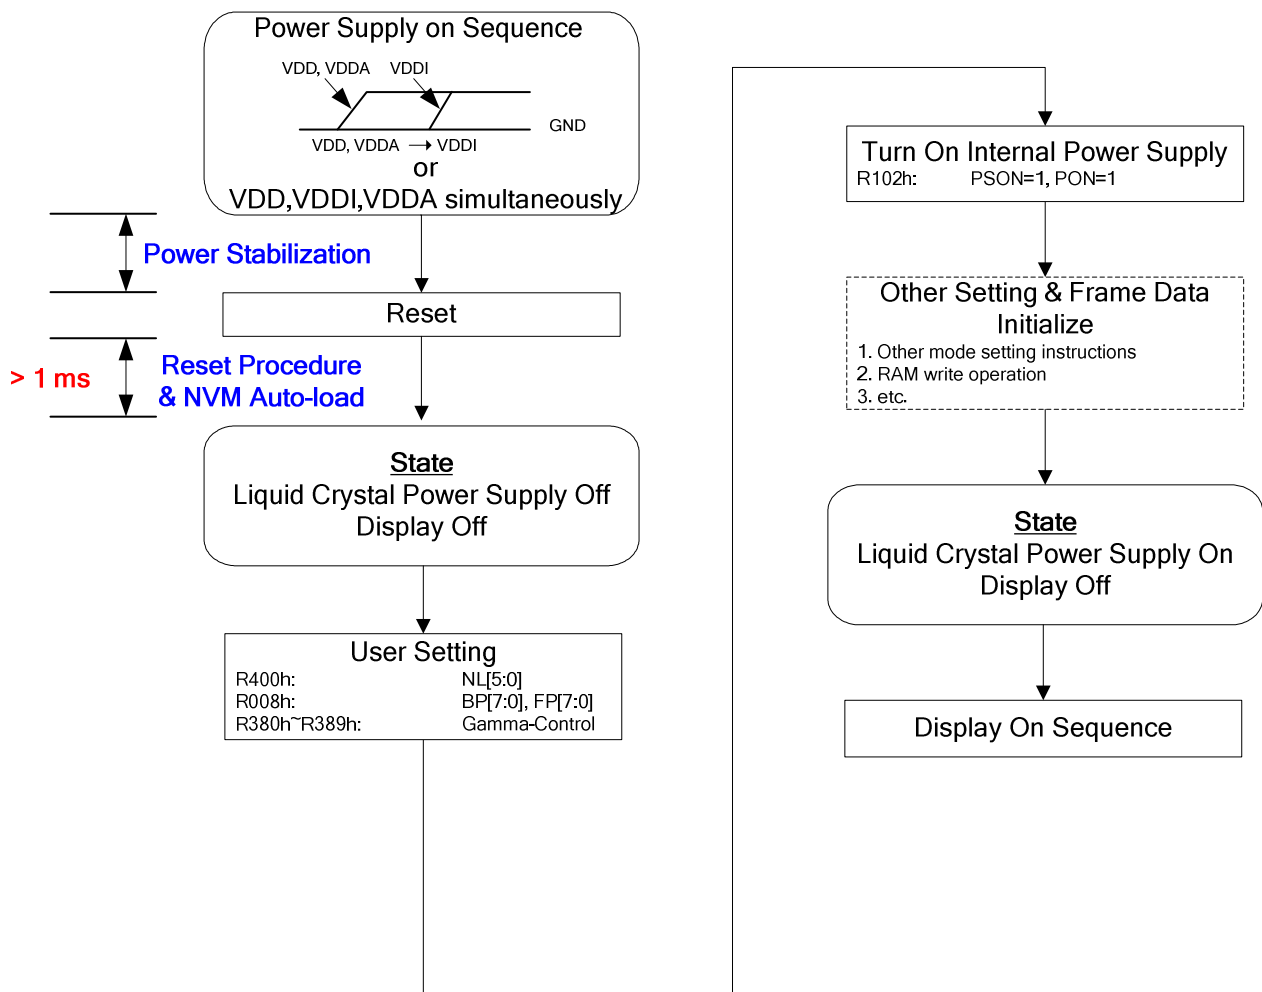 Power Supply on Sequence
VDD, VDDA VDDI
GND
VDD, VDDA → VDDI
or
VDD,VDDI,VDDA simultaneously
Power Stabilization
Reset
> 1 ms
Reset Procedure
& NVM Auto-load
State
Liquid Crystal Power Supply Off
Display Off
User Setting
R400h: NL[5:0]
R008h: BP[7:0], FP[7:0]
R380h~R389h: Gamma-Control
Turn On Internal Power Supply
R102h: PSON=1, PON=1
Other Setting & Frame Data
Initialize
1. Other mode setting instructions
2. RAM write operation
3. etc.
State
Liquid Crystal Power Supply On
Display Off
Display On Sequence